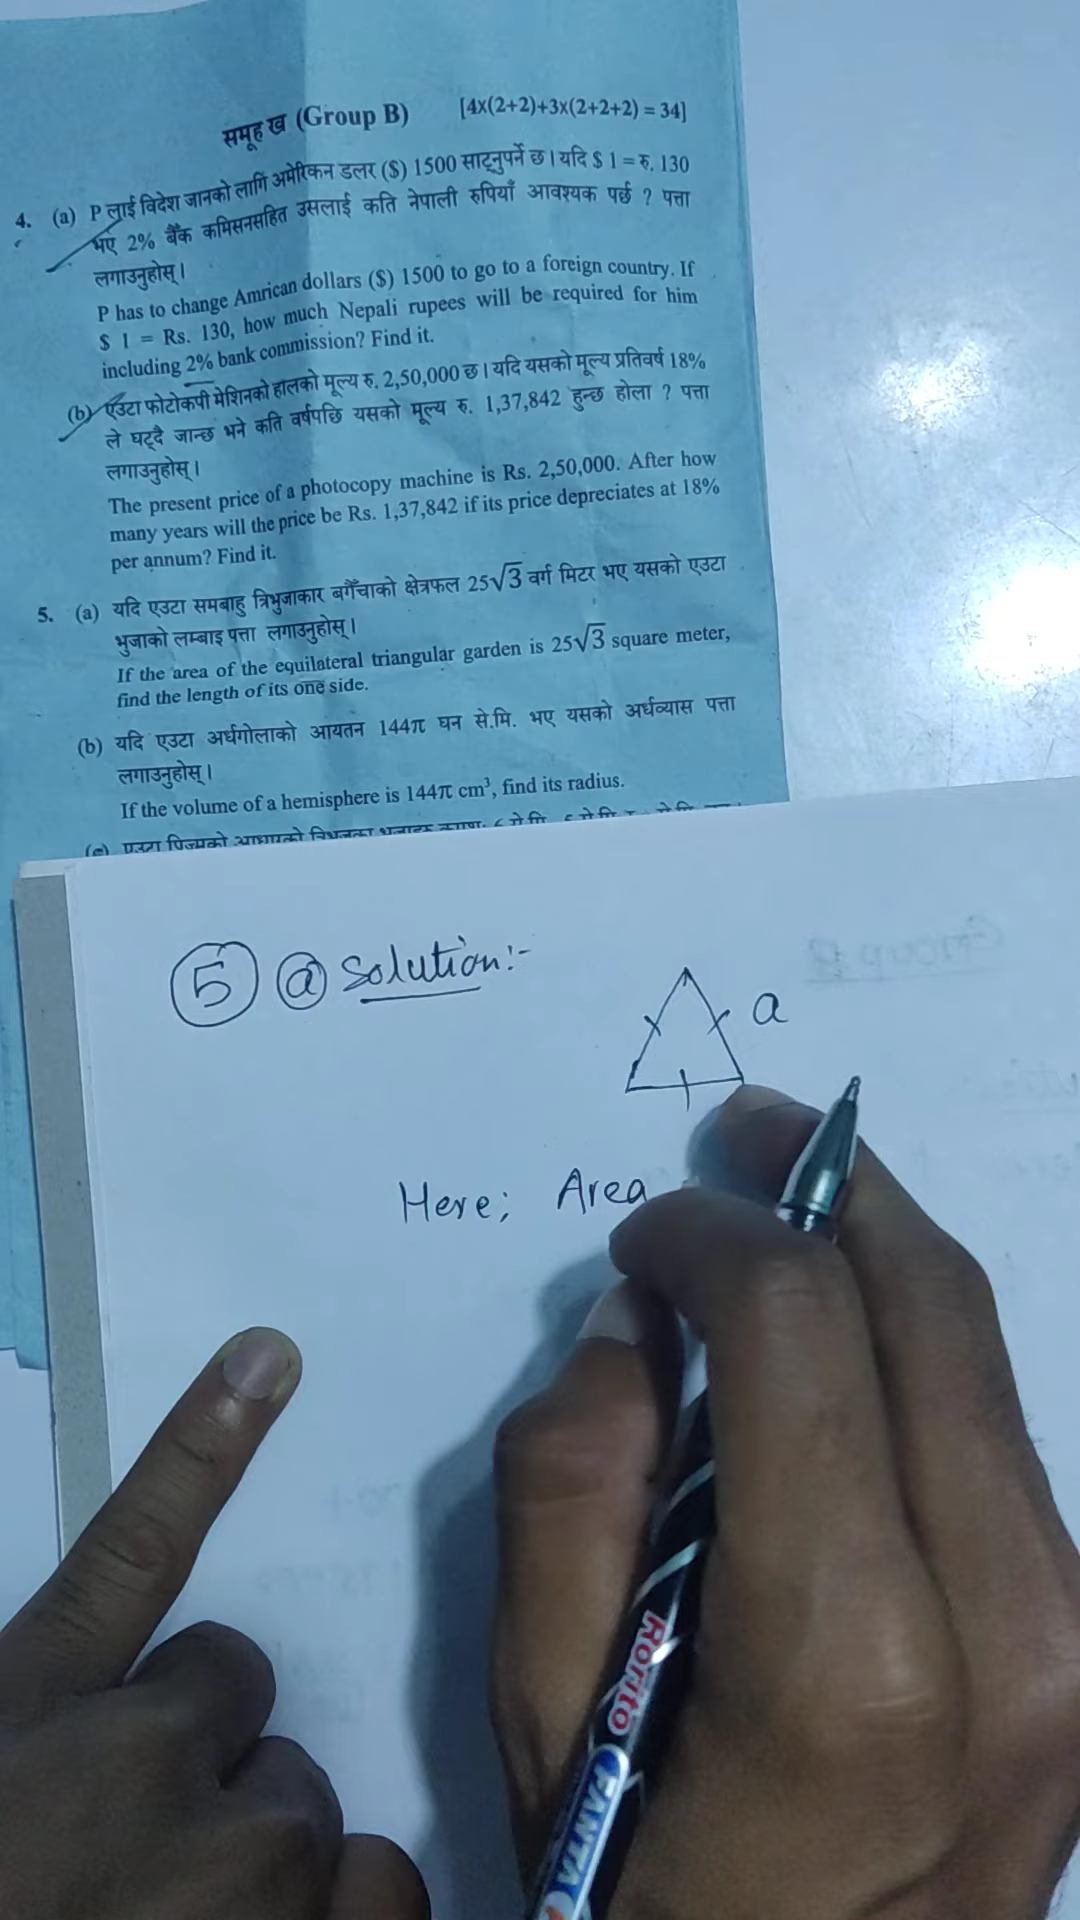 समूह ख (Group B) [4x(2+2)+3x(2+2+2) = 34]
4. (a) P लाई विदेश जानको लागि अमेरिकन डलर ($) 1500 साट्नुपर्ने छ । यदि $ 1 = रु. 130
भए 2% बैंक कमिसनसहित उसलाई कति नेपाली रुपियाँ आवश्यक पर्छ ? पत्ता
लगाउनुहोस् ।
P has to change Amrican dollars ($) 1500 to go to a foreign country. If
$ 1 = Rs. 130, how much Nepali rupees will be required for him
including 2% bank commission? Find it.
(b) एउटा फोटोकपी मेशिनको हालको मूल्य रु. 2,50,000 छ । यदि यसको मूल्य प्रतिवर्ष 18%
ले घट्दै जान्छ भने कति वर्षपछि यसको मूल्य रु. 1,37,842 हुन्छ होला ? पत्ता
लगाउनुहोस् ।
The present price of a photocopy machine is Rs. 2,50,000. After how
many years will the price be Rs. 1,37,842 if its price depreciates at 18%
per annum? Find it.
5. (a) यदि एउटा समबाहु त्रिभुजाकार बगैँचाको क्षेत्रफल 25√3 वर्ग मिटर भए यसको एउटा
भुजाको लम्बाइ पत्ता लगाउनुहोस् ।
If the area of the equilateral triangular garden is 25√3 square meter,
find the length of its one side.
(b) यदि एउटा अर्धगोलाको आयतन 144π घन से.मि. भए यसको अर्धव्यास पत्ता
लगाउनुहोस् ।
If the volume of a hemisphere is 144π cm³, find its radius.
(c) एउटा प्रिज्मको आधारको त्रिभुजका
5 a Solution:-
a
Here; Area
Rorito
FANTA